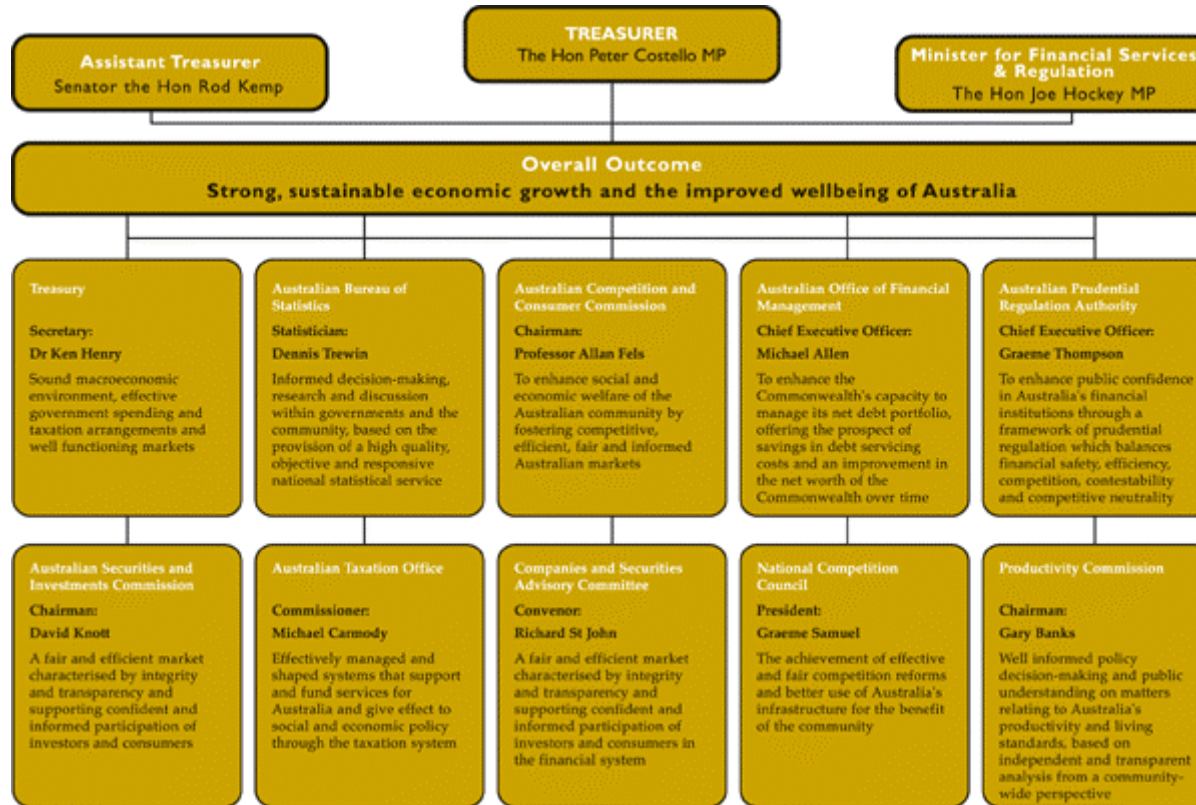 TREASURER
The Hon Peter Costello MP
Assistant Treasurer
Senator the Hon Rod Kemp
Minister for Financial Services
& Regulation
The Hon Joe Hockey MP
Overall Outcome
Strong, sustainable economic growth and the improved wellbeing of Australia
Treasury
Secretary:
Dr Ken Henry
Sound macroeconomic
environment, effective
government spending and
taxation arrangements and
well functioning markets
Australian Bureau of
Statistics
Statistician:
Dennis Trewin
Informed decision-making,
research and discussion
within governments and the
community, based on the
provision of a high quality,
objective and responsive
national statistical service
Australian Competition and
Consumer Commission
Chairman:
Professor Allan Fels
To enhance social and
economic welfare of the
Australian community by
fostering competitive,
efficient, fair and informed
Australian markets
Australian Office of Financial
Management
Chief Executive Officer:
Michael Allen
To enhance the
Commonwealth's capacity to
manage its net debt portfolio,
offering the prospect of
savings in debt servicing
costs and an improvement in
the net worth of the
Commonwealth over time
Australian Prudential
Regulation Authority
Chief Executive Officer:
Graeme Thompson
To enhance public confidence
in Australia's financial
institutions through a
framework of prudential
regulation which balances
financial safety, efficiency,
competition, contestability
and competitive neutrality
Australian Securities and
Investments Commission
Chairman:
David Knott
A fair and efficient market
characterised by integrity
and transparency and
supporting confident and
informed participation of
investors and consumers
Australian Taxation Office
Commissioner:
Michael Carmody
Effectively managed and
shaped systems that support
and fund services for
Australia and give effect to
social and economic policy
through the taxation system
Companies and Securities
Advisory Committee
Convenor:
Richard St John
A fair and efficient market
characterised by integrity
and transparency and
supporting confident and
informed participation of
investors and consumers in
the financial system
National Competition
Council
President:
Graeme Samuel
The achievement of effective
and fair competition reforms
and better use of Australia's
infrastructure for the benefit
of the community
Productivity Commission
Chairman:
Gary Banks
Well informed policy
decision-making and public
understanding on matters
relating to Australia's
productivity and living
standards, based on
independent and transparent
analysis from a community-
wide perspective